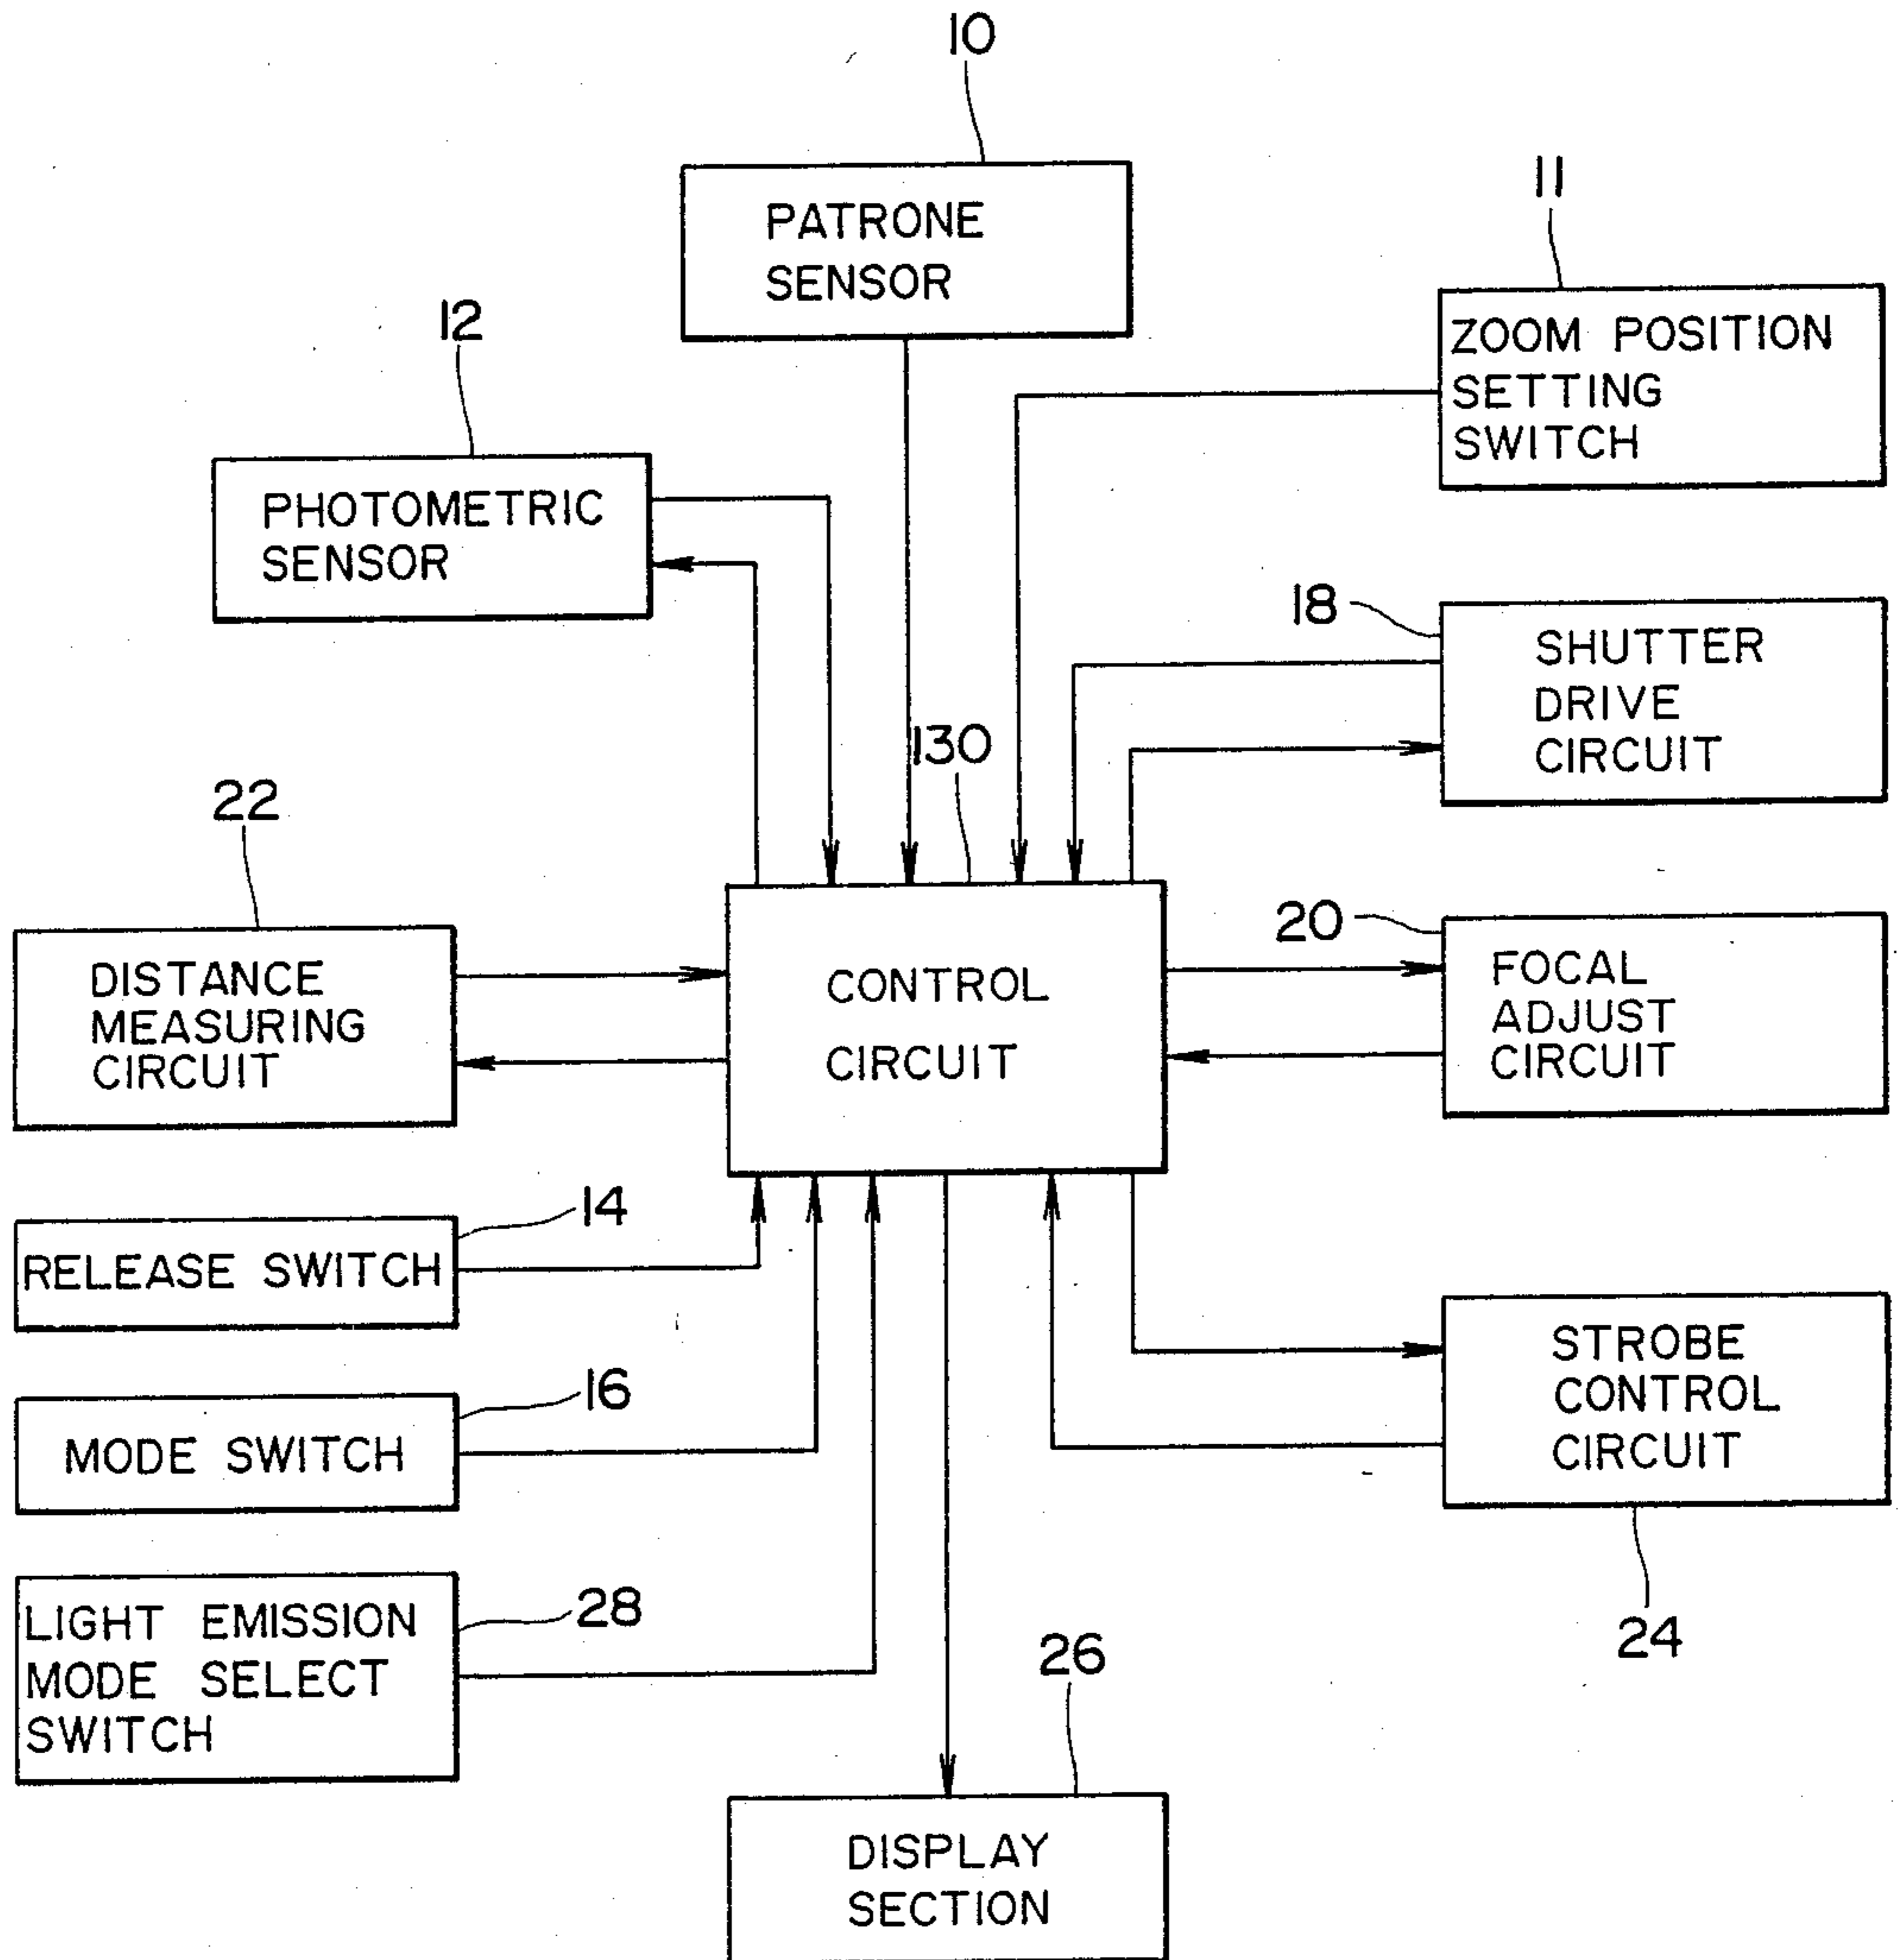 10
PATRONE
SENSOR
11
ZOOM POSITION
SETTING
SWITCH
12
PHOTOMETRIC
SENSOR
18
SHUTTER
DRIVE
CIRCUIT
130
CONTROL
CIRCUIT
22
DISTANCE
MEASURING
CIRCUIT
20
FOCAL
ADJUST
CIRCUIT
14
RELEASE SWITCH
16
MODE SWITCH
STROBE
CONTROL
CIRCUIT
24
28
LIGHT EMISSION
MODE SELECT
SWITCH
26
DISPLAY
SECTION